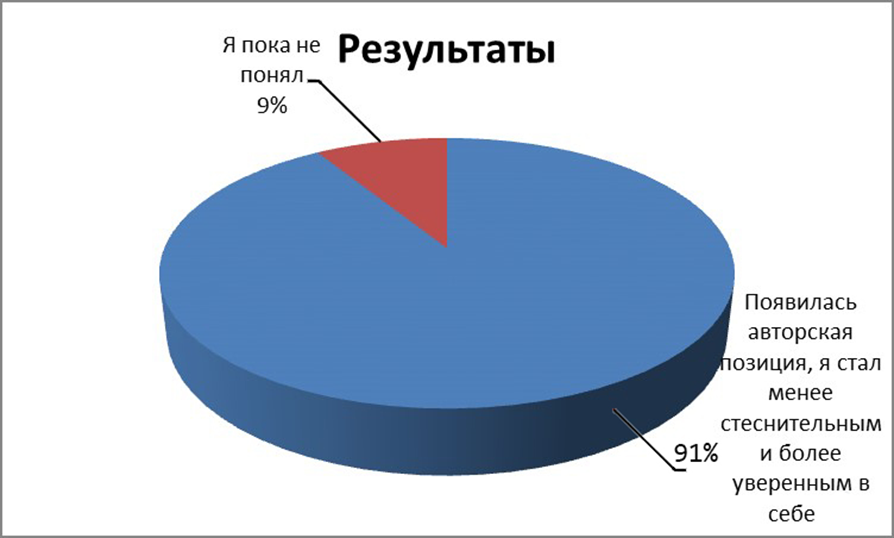 Результаты
Я пока не
понял
9%
Появилась
авторская
позиция, я стал
менее
стеснительным
и более
уверенным в
себе
91%